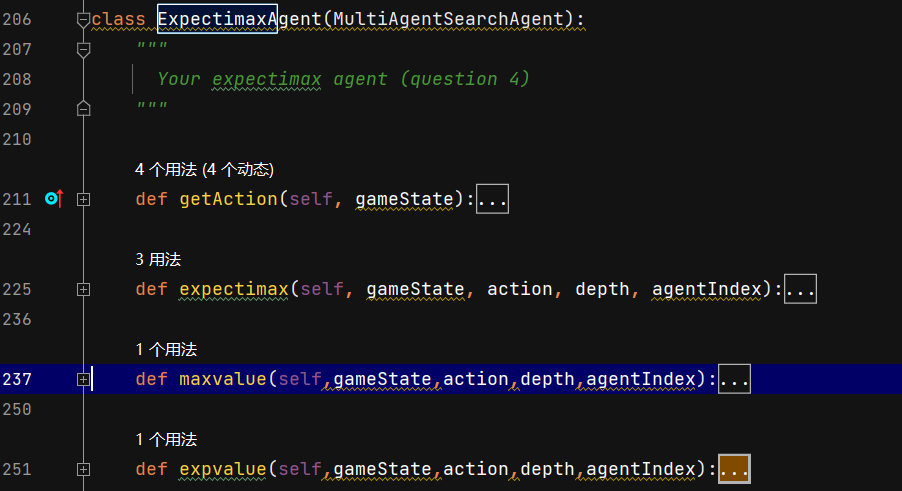 206 class ExpectimaxAgent(MultiAgentSearchAgent):
207 """
208 Your expectimax agent (question 4)
209 """
210
4 个用法 (4 个动态)
211 def getAction(self, gameState):...
224
3 用法
225 def expectimax(self, gameState, action, depth, agentIndex):...
236
1 个用法
237 def maxvalue(self,gameState,action,depth,agentIndex):...
250
1 个用法
251 def expvalue(self,gameState,action,depth,agentIndex):...